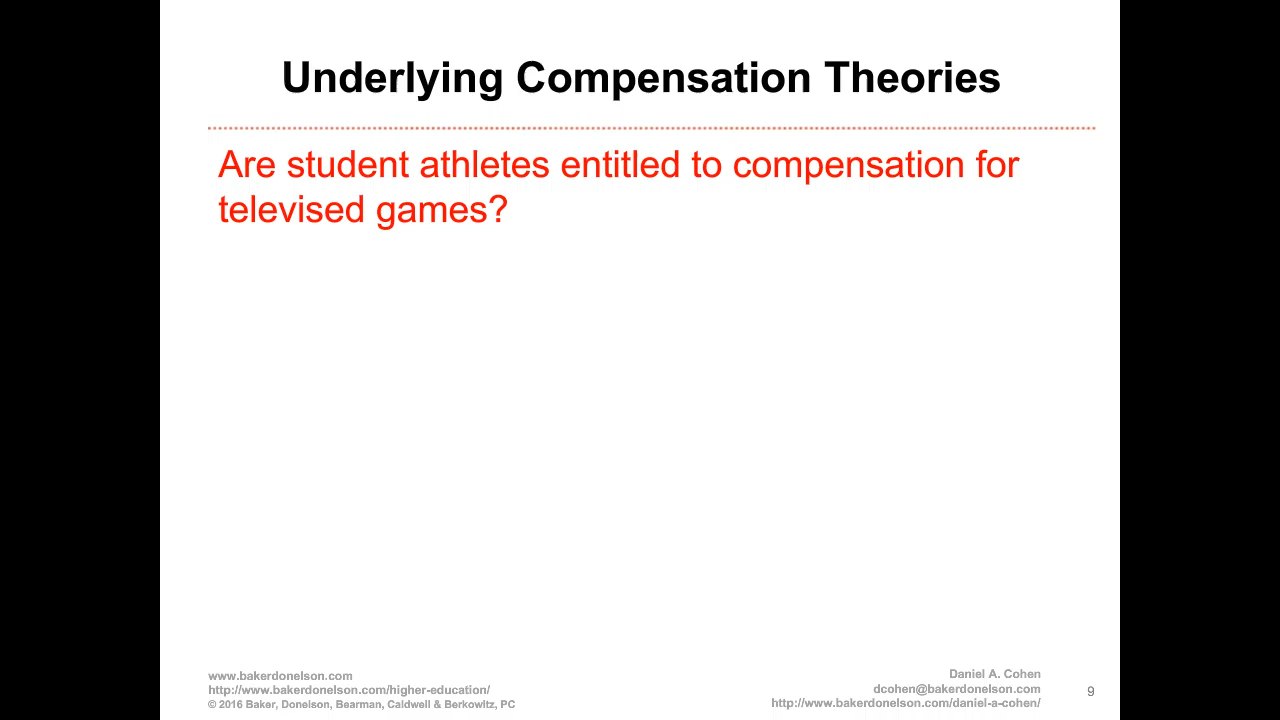 Underlying Compensation Theories
Are student athletes entitled to compensation for
televised games?
www.bakerdonelson.com
http://www.bakerdonelson.com/higher-education/
© 2016 Baker, Donelson, Bearman, Caldwell & Berkowitz, PC
Daniel A. Cohen
dcohen@bakerdonelson.com
http://www.bakerdonelson.com/daniel-a-cohen/
9